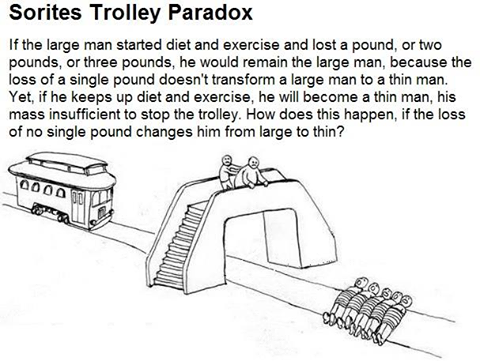 Sorites Trolley Paradox
If the large man started diet and exercise and lost a pound, or two
pounds, or three pounds, he would remain the large man, because the
loss of a single pound doesn't transform a large man to a thin man.
Yet, if he keeps up diet and exercise, he will become a thin man, his
mass insufficient to stop the trolley. How does this happen, if the loss
of no single pound changes him from large to thin?